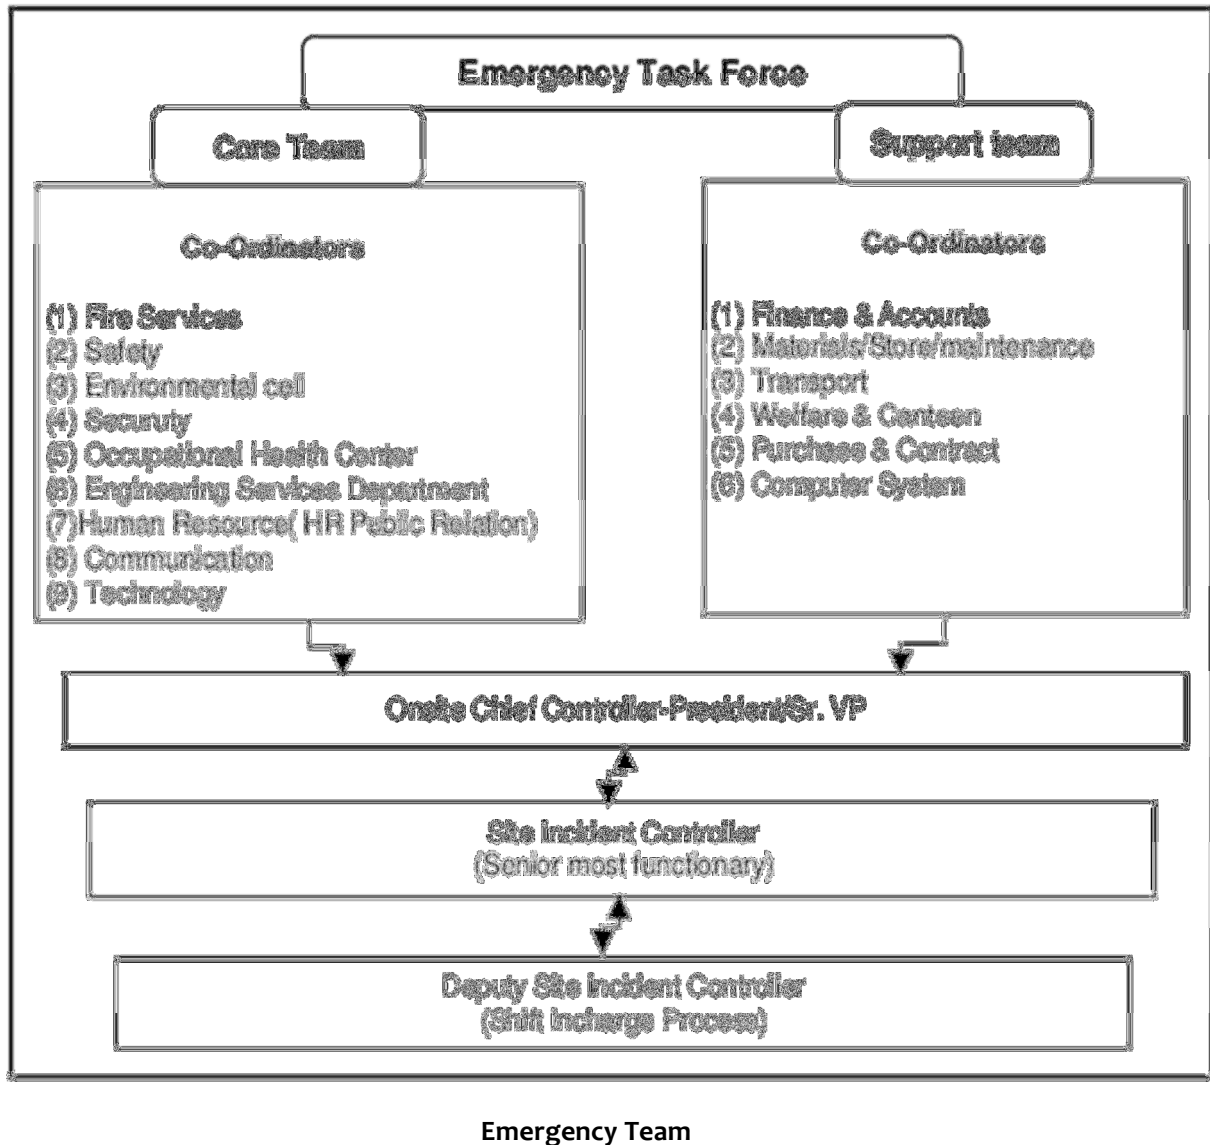 Emergency Task Force
Core Team
Co-Ordinators
(1) Fire Services
(2) Safety
(3) Environmental cell
(4) Securuty
(5) Occupational Health Center
(6) Engineering Services Department
(7)Human Resource( HR Public Relation)
(8) Communication
(9) Technology
Support team
Co-Ordinators
(1) Finance & Accounts
(2) Materials/Store/maintenance
(3) Transport
(4) Welfare & Canteen
(5) Purchase & Contract
(6) Computer System
Onsite Chief Controller-President/Sr. VP
Site Incident Controller
(Senior most functionary)
Deputy Site Incident Controller
(Shift Incharge Process)
Emergency Team